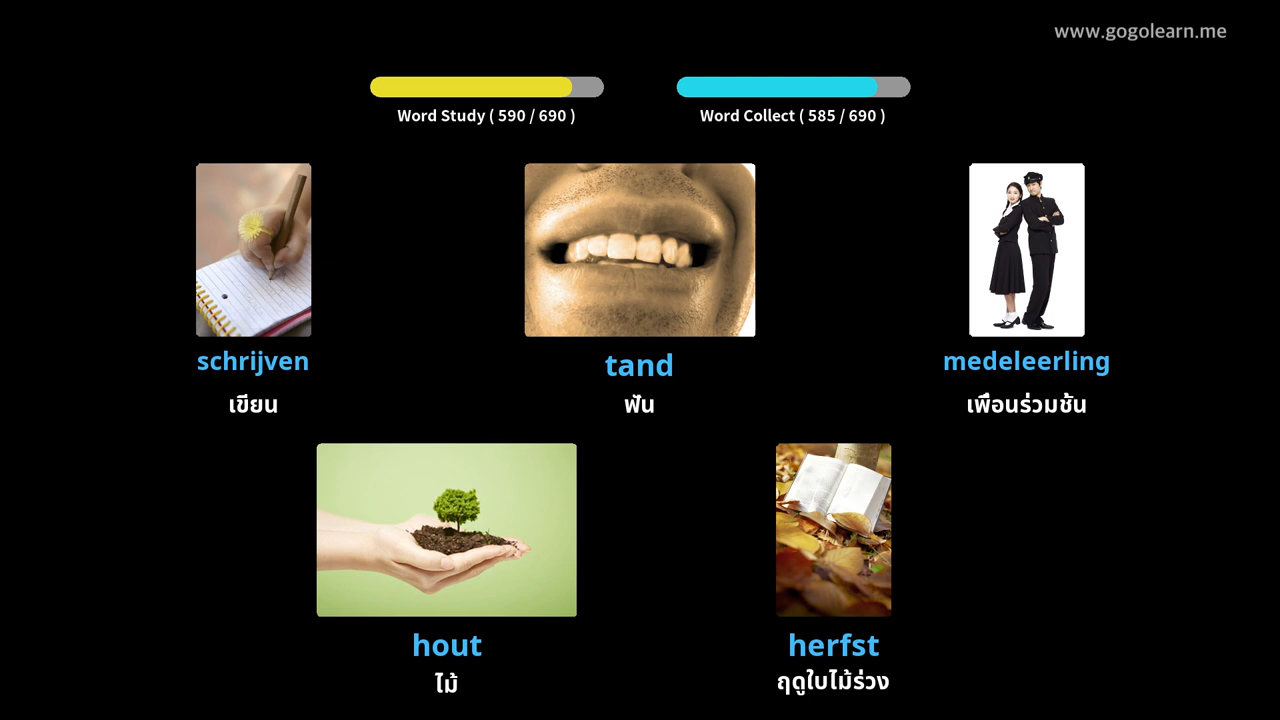 www.gogolearn.me
Word Study ( 590 / 690 )
Word Collect ( 585 / 690 )
schrijven
เขียน
tand
ฟัน
medeleerling
เพื่อนร่วมชั้น
hout
ไม้
herfst
ฤดูใบไม้ร่วง